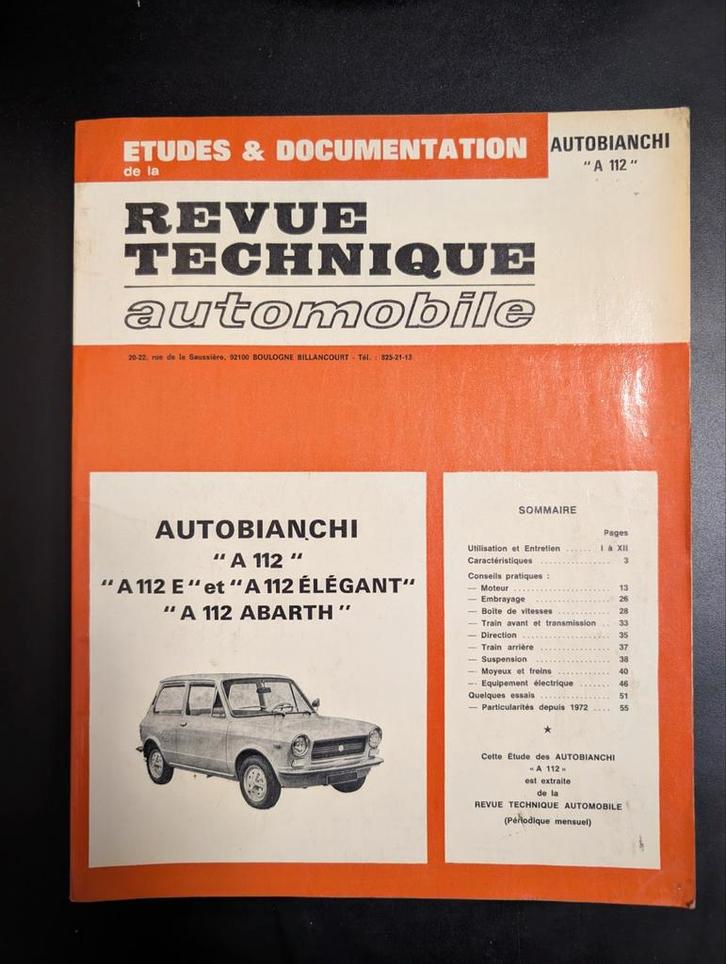 ETUDES & DOCUMENTATION
de la
AUTOBIANCHI
"A 112"
REVUE
TECHNIQUE
automobile
20-22, rue de la Saussière, 92100 BOULOGNE BILLANCOURT - Tél. : 825-21-13
AUTOBIANCHI
"A 112"
"A 112 E" et "A 112 ÉLÉGANT"
"A 112 ABARTH"
SOMMAIRE
Pages
Utilisation et Entretien ...... I à XII
Caractéristiques .................. 3
Conseils pratiques :
— Moteur .................. 13
— Embrayage .................. 26
— Boîte de vitesses ............ 28
— Train avant et transmission .. 33
— Direction .................. 35
— Train arrière ............... 37
— Suspension ............... 38
— Moyeux et freins ............ 40
— Equipement électrique ....... 46
Quelques essais ............... 51
— Particularités depuis 1972 .... 55
★
Cette Étude des AUTOBIANCHI
« A 112 »
est extraite
de la
REVUE TECHNIQUE AUTOMOBILE
(Périodique mensuel)